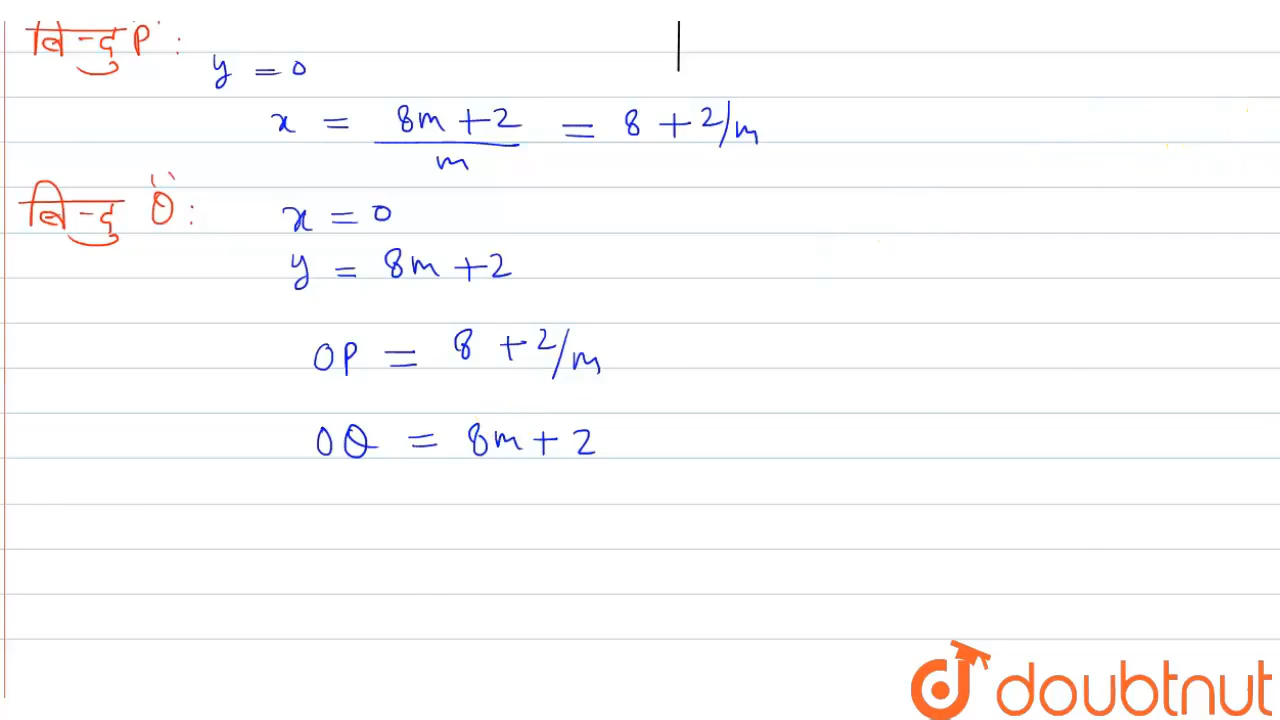 बिन्दु P :
y = 0
x = 8m + 2 / m = 8 + 2/m
बिन्दु "Q :
x = 0
y = 8m + 2
OP = 8 + 2/m
OQ = 8m + 2
doubtnut